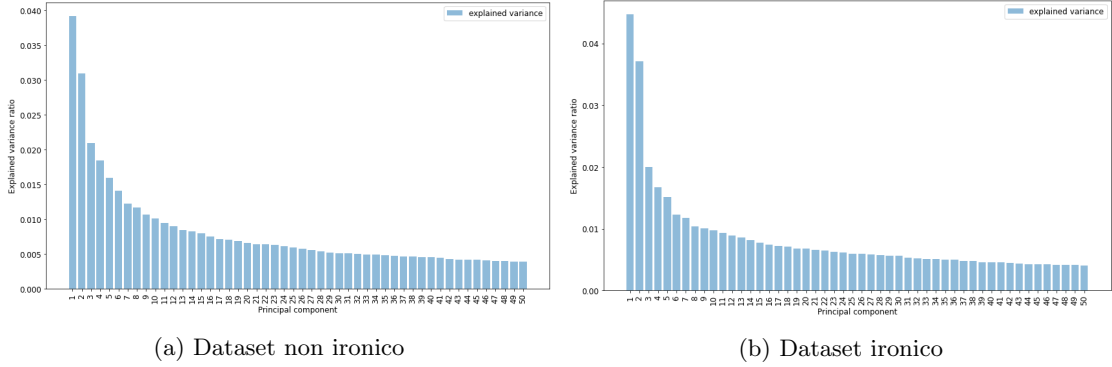 explained variance
0.040
0.035
0.030
0.025
0.020
0.015
0.010
0.005
0.000
Explained variance ratio
1 2 3 4 5 6 7 8 9 10 11 12 13 14 15 16 17 18 19 20 21 22 23 24 25 26 27 28 29 30 31 32 33 34 35 36 37 38 39 40 41 42 43 44 45 46 47 48 49 50
Principal component
(a) Dataset non ironico
explained variance
0.04
0.03
0.02
0.01
0.00
Explained variance ratio
1 2 3 4 5 6 7 8 9 10 11 12 13 14 15 16 17 18 19 20 21 22 23 24 25 26 27 28 29 30 31 32 33 34 35 36 37 38 39 40 41 42 43 44 45 46 47 48 49 50
Principal component
(b) Dataset ironico